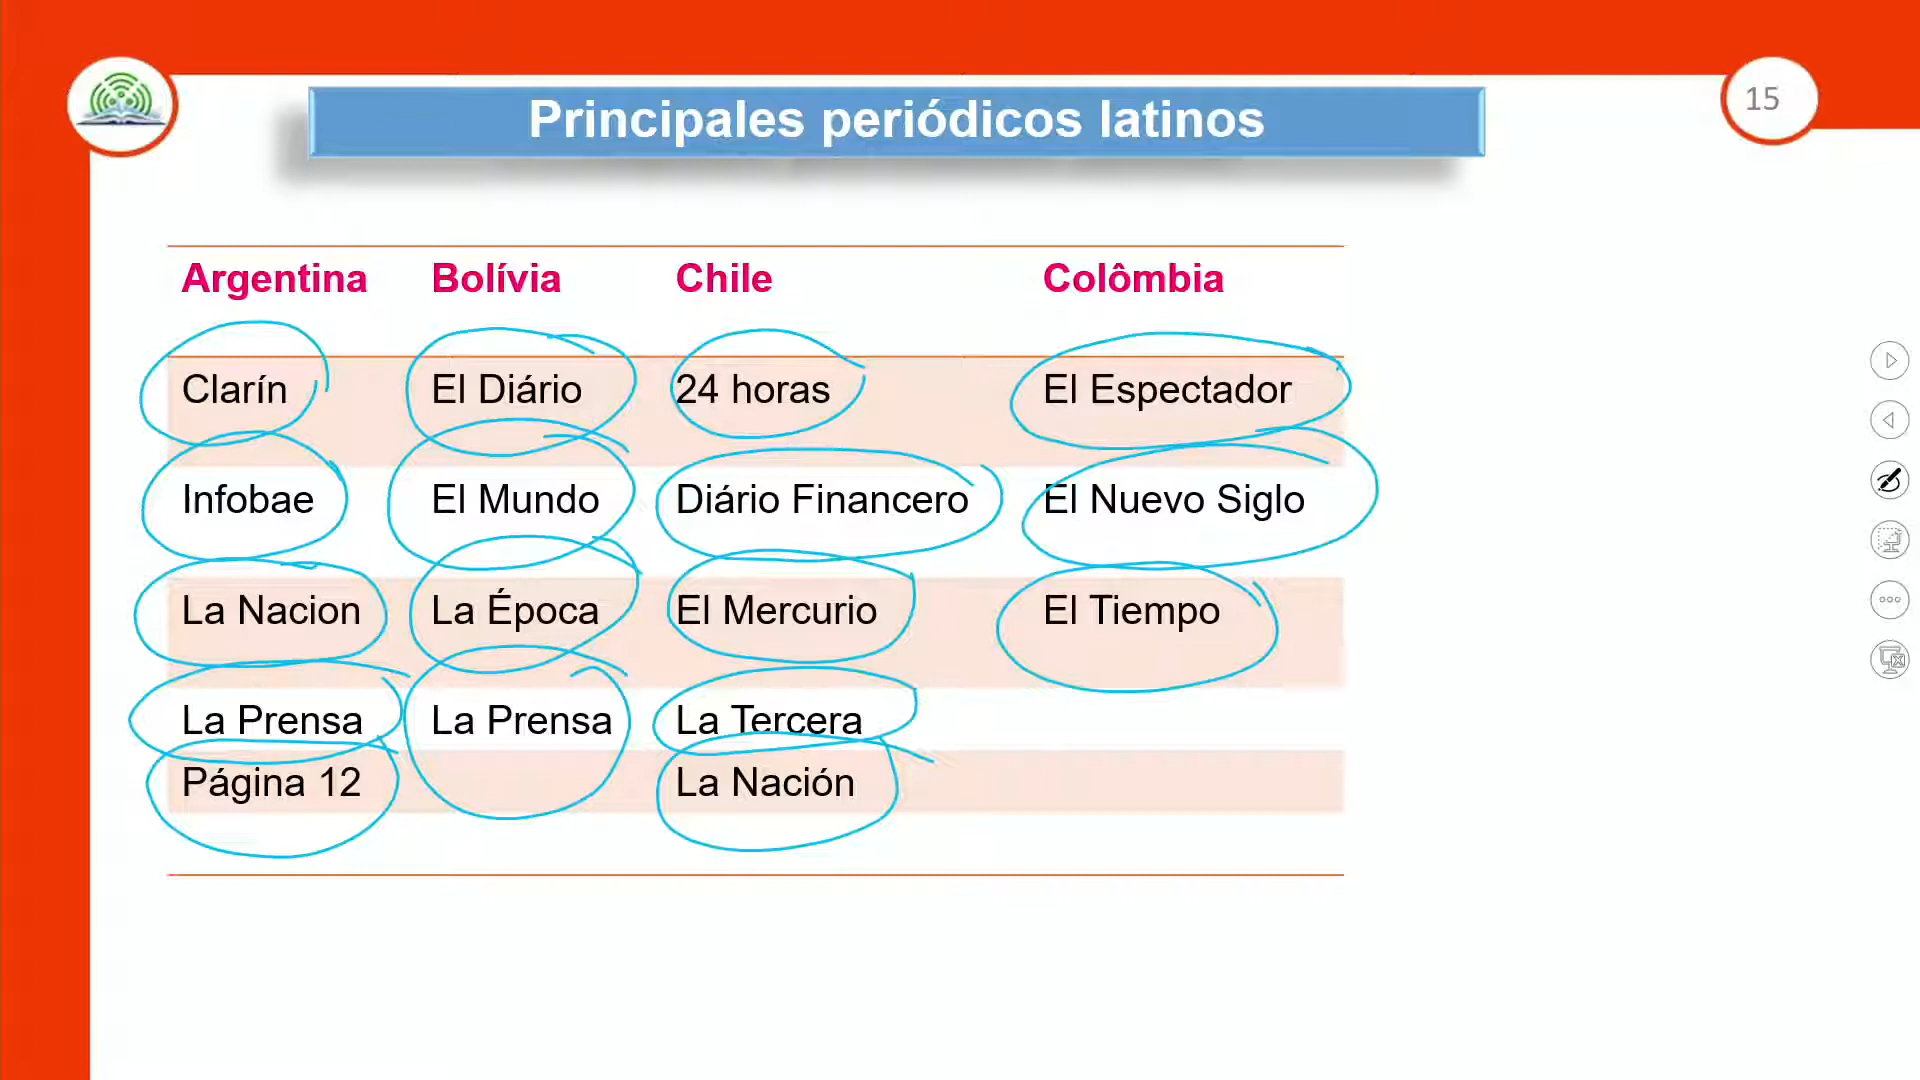 15
Principales periódicos latinos
Argentina Bolívia Chile Colômbia
Clarín El Diário 24 horas El Espectador
Infobae El Mundo Diário Financero El Nuevo Siglo
La Nacion La Época El Mercurio El Tiempo
La Prensa La Prensa La Tercera
Página 12 La Nación